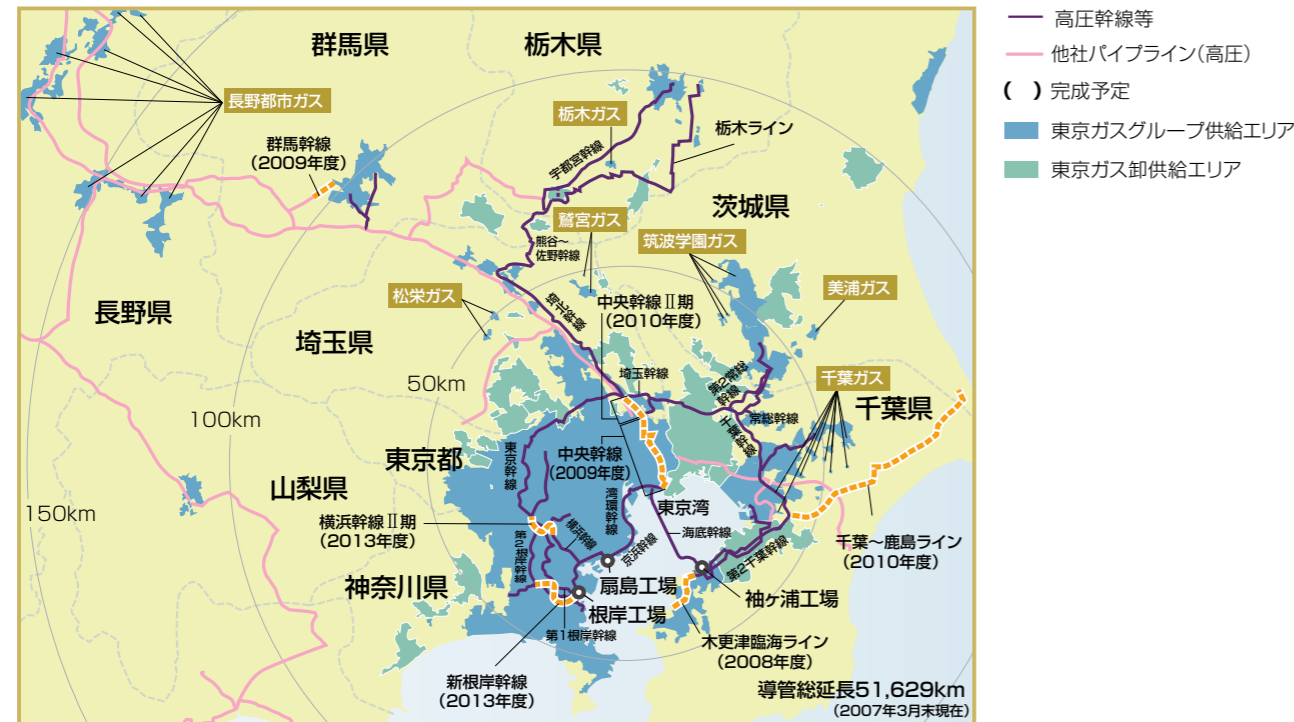 高圧幹線等
他社パイプライン（高圧）
( ) 完成予定
東京ガスグループ供給エリア
東京ガス卸供給エリア
群馬県
栃木県
長野都市ガス
栃木ガス
栃木ライン
群馬幹線
（2009年度）
宇都宮幹線
茨城県
鷲宮ガス
筑波学園ガス
熊谷～
佐野幹線
美浦ガス
松栄ガス
中央幹線Ⅱ期
（2010年度）
埼北幹線
長野県
埼玉県
50km
埼玉幹線
第2常総
幹線
千葉ガス
千葉県
常総幹線
千葉幹線
100km
東京都
東京幹線
中央幹線
（2009年度）
山梨県
湾環幹線
東京湾
150km
横浜幹線Ⅱ期
（2013年度）
横浜幹線
海底幹線
京浜幹線
第2根岸幹線
第2千葉幹線
千葉～鹿島ライン
（2010年度）
神奈川県
扇島工場
袖ヶ浦工場
根岸工場
第1根岸幹線
木更津臨海ライン
（2008年度）
新根岸幹線
（2013年度）
導管総延長51,629km
（2007年3月末現在）